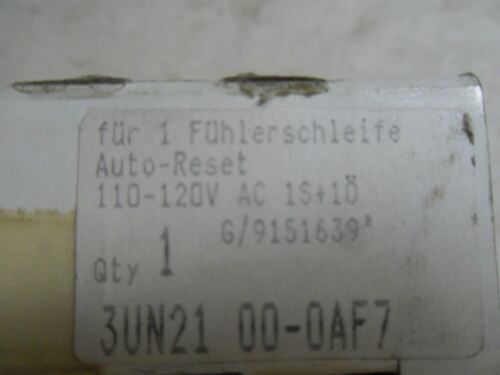 für 1 Fühlerschleife
Auto-Reset
110-120V AC 1S+1Ö
G/9151639*
Qty 1
3UN21 00-0AF7